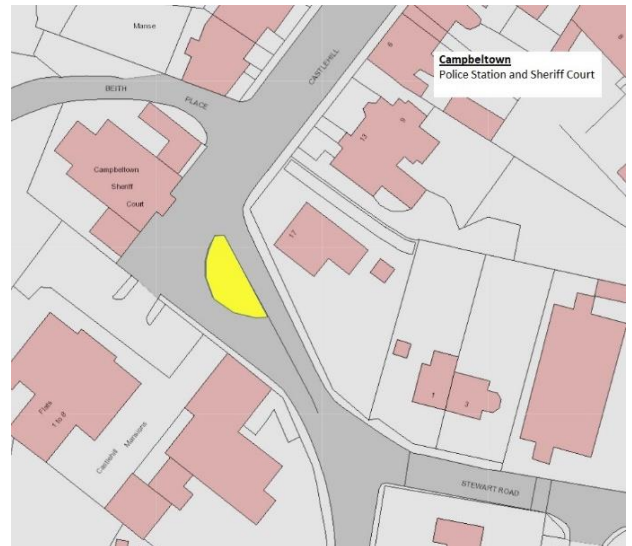 Manse
CASTLEHILL
6
8
Campbeltown
Police Station and Sheriff Court
BEITH
PLACE
13
9
Campbeltown
Sheriff
Court
17
Flats
1 to 8
Castlehill Mansions
1
3
STEWART ROAD